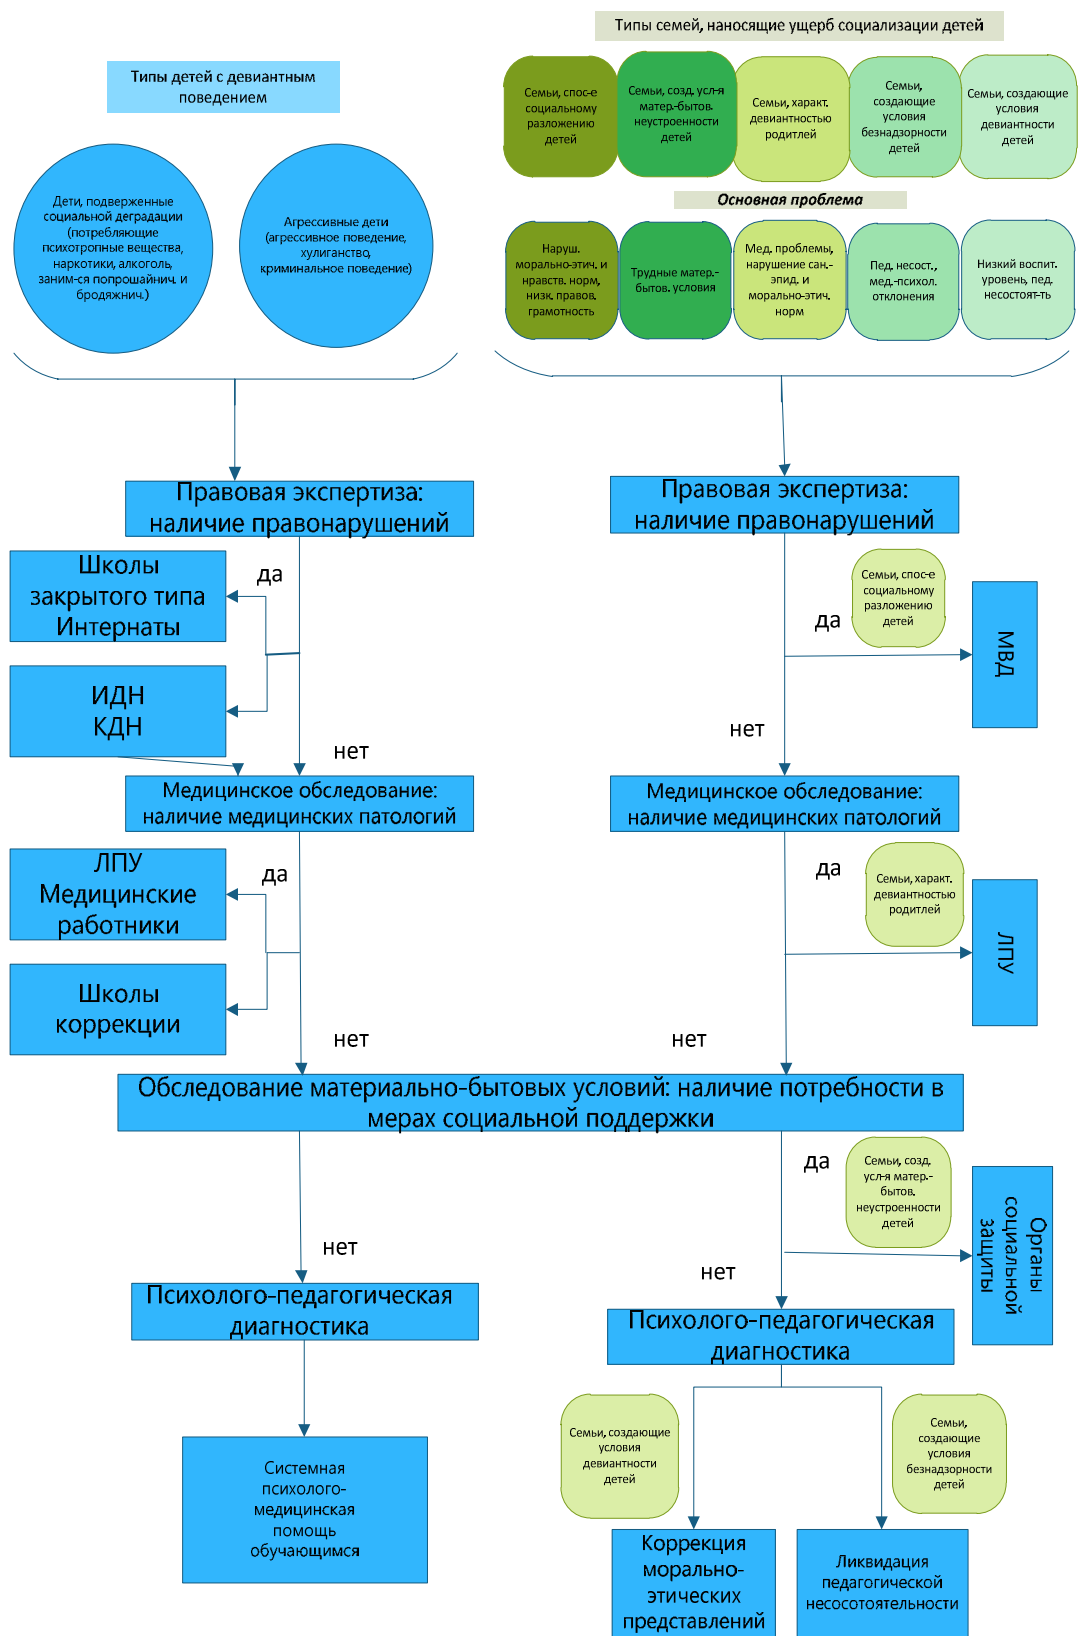 Типы семей, наносящие ущерб социализации детей
Типы детей с девиантным
поведением
Семьи, спос-е
социальному
разложению
детей
Семьи, созд. усл-я
матер.-бытов.
неустроенности
детей
Семьи, характ.
девиантностью
родитлей
Семьи,
создающие
условия
безнадзорности
детей
Семьи, создающие
условия
девиантности
детей
Основная проблема
Дети, подверженные
социальной деградации
(потребляющие
психотропные вещества,
наркотики, алкоголь,
заним-ся попрошайнич. и
бродяжнич.)
Агрессивные дети
(агрессивное поведение,
хулиганство,
криминальное поведение)
Наруш.
морально-этич. и
нравств. норм,
низк. правов.
грамотность
Трудные матер.-
бытов. условия
Мед. проблемы,
нарушение сан.-
эпид. и
морально-этич.
норм
Пед. несост.,
мед.-психол.
отклонения
Низкий воспит.
уровень, пед.
несостоят-ть
Правовая экспертиза:
наличие правонарушений
Правовая экспертиза:
наличие правонарушений
Школы
закрытого типа
Интернаты
да
Семьи, спос-е
социальному
разложению
детей
да
МВД
ИДН
КДН
нет
нет
Медицинское обследование:
наличие медицинских патологий
Медицинское обследование:
наличие медицинских патологий
ЛПУ
Медицинские
работники
да
да
Семьи, характ.
девиантностью
родитлей
ЛПУ
Школы
коррекции
нет
нет
Обследование материально-бытовых условий: наличие потребности в
мерах социальной поддержки
да
Семьи, созд.
усл-я матер.-
бытов.
неустроенности
детей
Органы
социальной
защиты
нет
нет
Психолого-педагогическая
диагностика
Психолого-педагогическая
диагностика
Семьи, создающие
условия
девиантности
детей
Семьи,
создающие
условия
безнадзорности
детей
Системная
психолого-
медицинская
помощь
обучающимся
Коррекция
морально-
этических
представлений
Ликвидация
педагогической
несосотоятельности